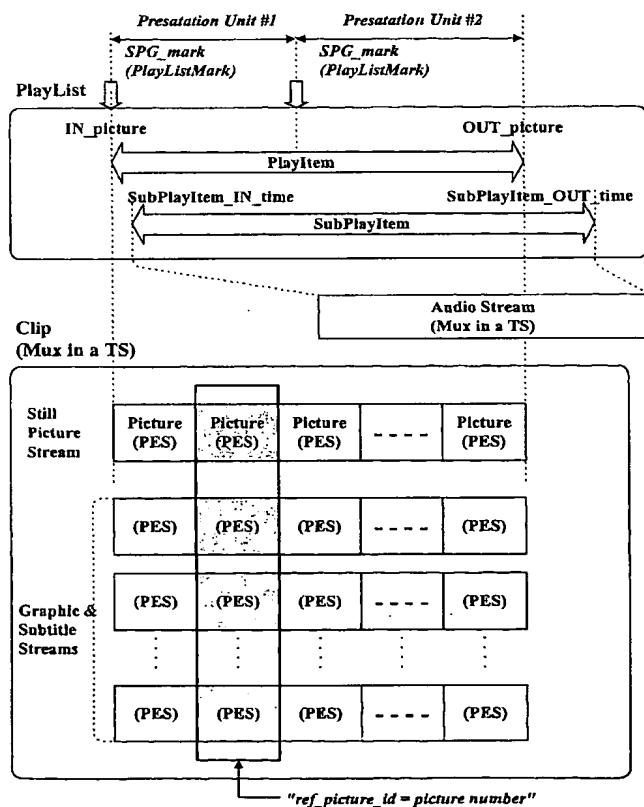 Presatation Unit #1 Presatation Unit #2
SPG_mark SPG_mark
(PlayListMark) (PlayListMark)
PlayList
IN_picture OUT_picture
PlayItem
SubPlayItem_IN_time SubPlayItem_OUT_time
SubPlayItem
Audio Stream
(Mux in a TS)
Clip
(Mux in a TS)
Still
Picture
Stream
Picture Picture Picture Picture
(PES) (PES) (PES) ---- (PES)
(PES) (PES) (PES) ---- (PES)
(PES) (PES) (PES) ---- (PES)
Graphic &
Subtitle
Streams
(PES) (PES) (PES) ---- (PES)
"ref_picture_id = picture number"